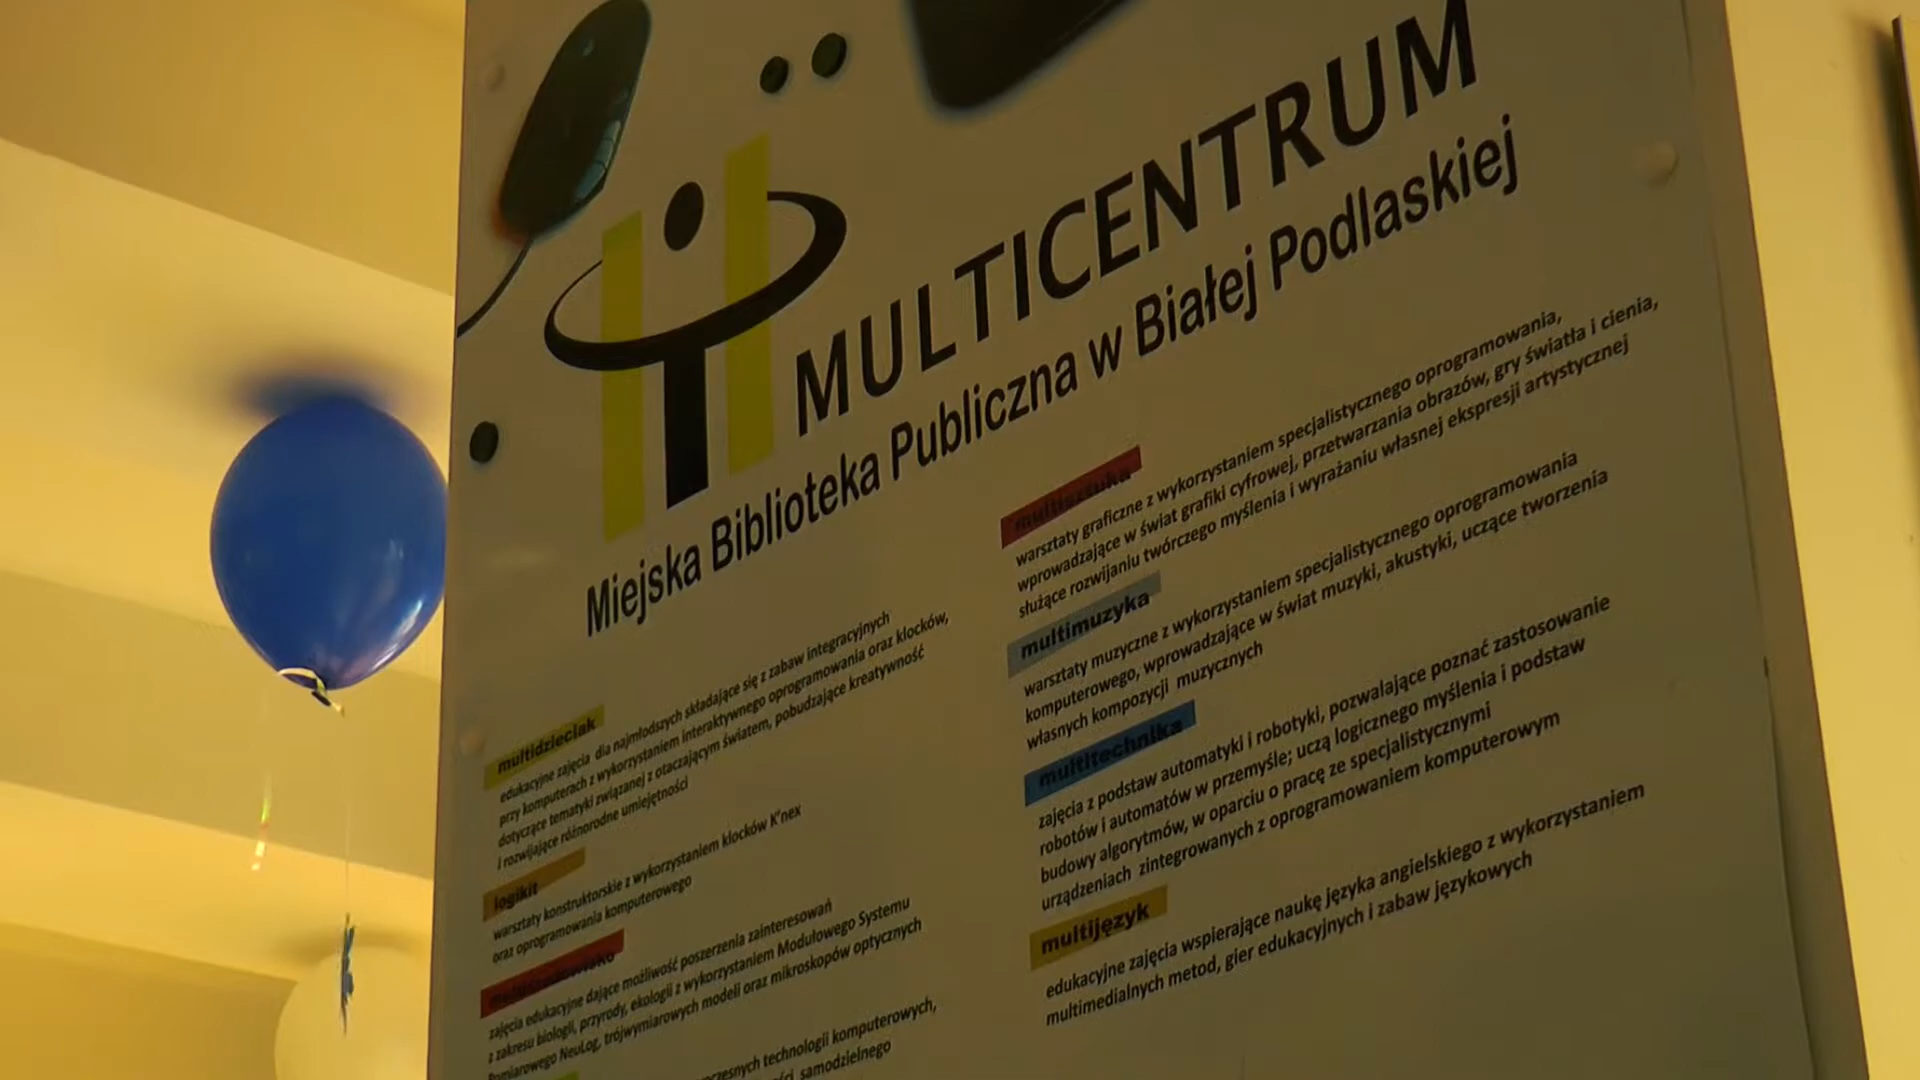 MULTICENTRUM
Miejska Biblioteka Publiczna w Białej Podlaskiej
multidzieciak
edukacyjne zajęcia dla najmłodszych składające się z zabaw integracyjnych
przy komputerach z wykorzystaniem interaktywnego oprogramowania oraz klocków,
dotyczące tematyki związanej z otaczającym światem, pobudzające kreatywność
i rozwijające różnorodne umiejętności
logikit
warsztaty konstruktorskie z wykorzystaniem klocków K'nex
oraz oprogramowania komputerowego
zajęcia edukacyjne dające możliwość poszerzenia zainteresowań
z zakresu biologii, przyrody, ekologii z wykorzystaniem Modułowego Systemu
Pomiarowego NeuLog, trójwymiarowych modeli oraz mikroskopów optycznych
technologii komputerowych,
samodzielnego
multisztuka
warsztaty graficzne z wykorzystaniem specjalistycznego oprogramowania,
wprowadzające w świat grafiki cyfrowej, przetwarzania obrazów, gry światła i cienia,
służące rozwijaniu twórczego myślenia i wyrażaniu własnej ekspresji artystycznej
multimuzyka
warsztaty muzyczne z wykorzystaniem specjalistycznego oprogramowania
komputerowego, wprowadzające w świat muzyki, akustyki, uczące tworzenia
własnych kompozycji muzycznych
multitechnika
zajęcia z podstaw automatyki i robotyki, pozwalające poznać zastosowanie
robotów i automatów w przemyśle; uczą logicznego myślenia i podstaw
budowy algorytmów, w oparciu o pracę ze specjalistycznymi
urządzeniach zintegrowanych z oprogramowaniem komputerowym
multijęzyk
edukacyjne zajęcia wspierające naukę języka angielskiego z wykorzystaniem
multimedialnych metod, gier edukacyjnych i zabaw językowych